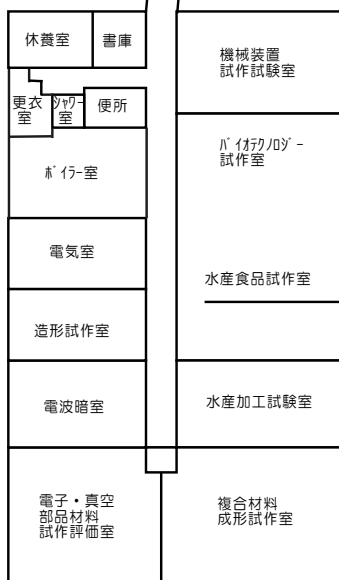 休養室
書庫
機械装置
試作試験室
更衣
室
ｼｬﾜｰ
室
便所
ﾊﾞｲｵﾃｸﾉﾛｼﾞｰ
試作室
ﾎﾞｲﾗｰ室
電気室
水産食品試作室
造形試作室
電波暗室
水産加工試験室
電子・真空
部品材料
試作評価室
複合材料
成形試作室